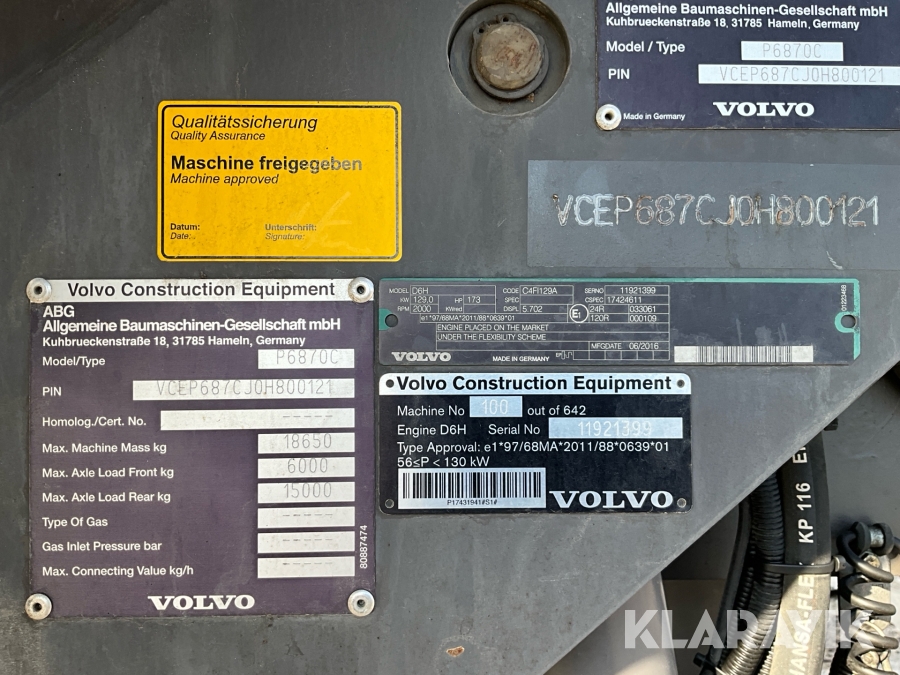 Allgemeine Baumaschinen-Gesellschaft mbH
Kuhbrueckenstraße 18, 31785 Hameln, Germany
Model / Type P6870C
PIN VCEP687CJ0H800121
Made in Germany VOLVO
Qualitätssicherung
Quality Assurance
Maschine freigegeben
Machine approved
Datum: Unterschrift:
Date: Signature:
VCEP687CJ0H800121
Volvo Construction Equipment
ABG
Allgemeine Baumaschinen-Gesellschaft mbH
Kuhbrueckenstraße 18, 31785 Hameln, Germany
Model/Type P6870C
PIN VCEP687CJ0H800121
Homolog./Cert. No. -----
Max. Machine Mass kg 18650
Max. Axle Load Front kg 6000
Max. Axle Load Rear kg 15000
Type Of Gas -----
Gas Inlet Pressure bar -----
Max. Connecting Value kg/h -----
80887474
VOLVO
MODEL D6H CODE C4FI129A SERNO 11921399
KW 129,0 HP 173 SPEC CSPEC 17424611
RPM 2000 KWred DISPL 5.702 E1 24R 033061
e1*97/68MA*2011/88*0639*01 120R 000109
ENGINE PLACED ON THE MARKET
UNDER THE FLEXIBILITY SCHEME
MFGDATE 06/2016
VOLVO MADE IN GERMANY
01223468
Volvo Construction Equipment
Machine No 100 out of 642
Engine D6H Serial No 11921399
Type Approval: e1*97/68MA*2011/88*0639*01
56≤P < 130 kW
P17431941#S1#
VOLVO
KP 116
MANSA-FLEX
KLARAVIK